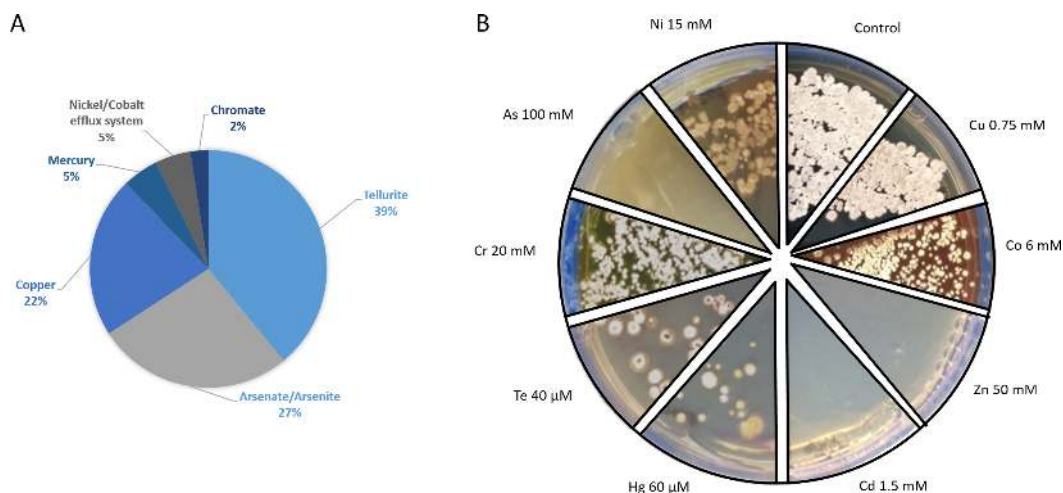 A
Nickel/Cobalt
efflux system
5%
Chromate
2%
Mercury
5%
Tellurite
39%
Copper
22%
Arsenate/Arsenite
27%
B
Ni 15 mM
Control
As 100 mM
Cu 0.75 mM
Cr 20 mM
Co 6 mM
Te 40 µM
Zn 50 mM
Hg 60 µM
Cd 1.5 mM